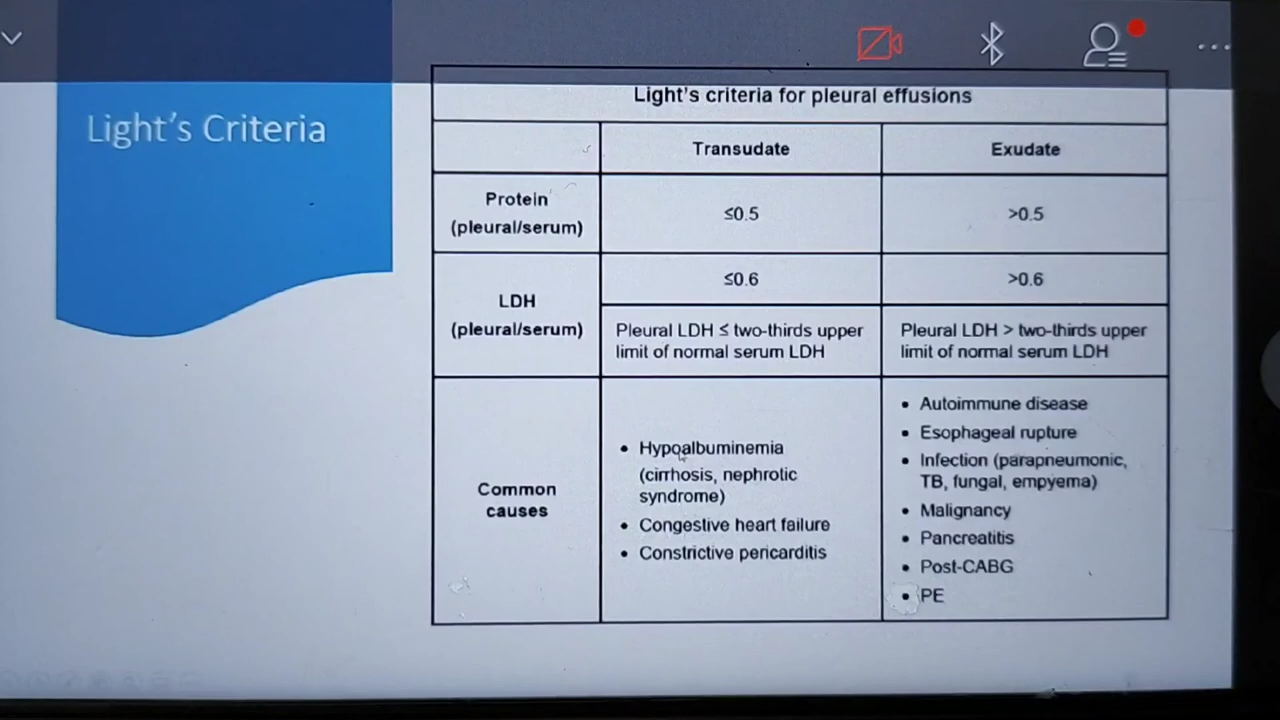 Light's Criteria
Light's criteria for pleural effusions
Transudate
Exudate
Protein
(pleural/serum)
≤0.5
>0.5
LDH
(pleural/serum)
≤0.6
>0.6
Pleural LDH ≤ two-thirds upper
limit of normal serum LDH
Pleural LDH > two-thirds upper
limit of normal serum LDH
Common
causes
• Hypoalbuminemia
(cirrhosis, nephrotic
syndrome)
• Congestive heart failure
• Constrictive pericarditis
• Autoimmune disease
• Esophageal rupture
• Infection (parapneumonic,
TB, fungal, empyema)
• Malignancy
• Pancreatitis
• Post-CABG
• PE